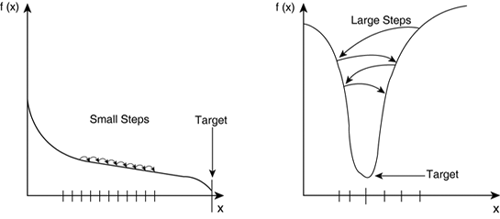 f (x)
Small Steps
Target
x
f (x)
Large Steps
Target
x